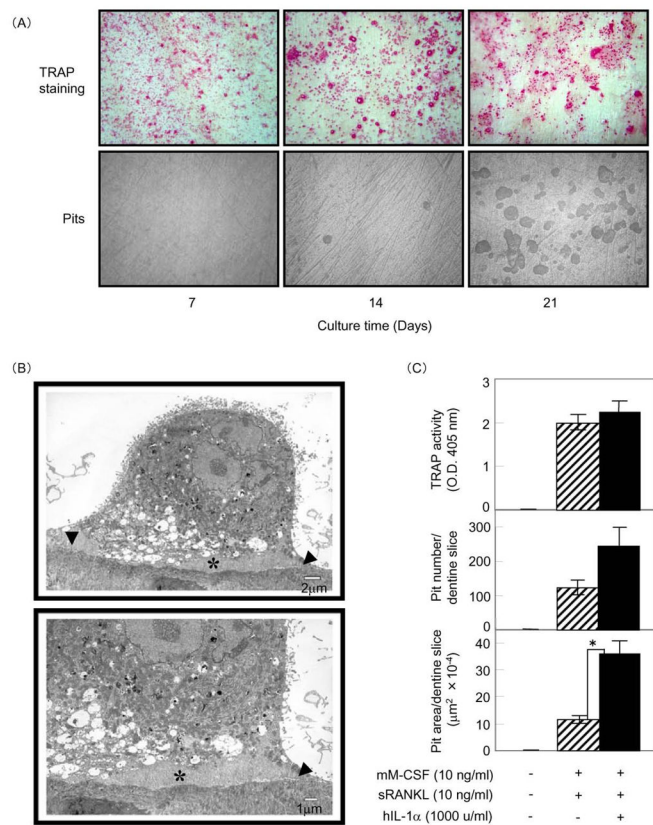 (A)
TRAP
staining
Pits
7 14 21
Culture time (Days)
(B)
*
2μm
*
1μm
(C)
TRAP activity
(O.D. 405 nm)
3
2
1
0
Pit number/
dentine slice
300
200
100
0
Pit area/dentine slice
(μm² × 10⁻⁴)
40
30
20
10
0
*
mM-CSF (10 ng/ml) - + +
sRANKL (10 ng/ml) - + +
hIL-1α (1000 u/ml) - - +